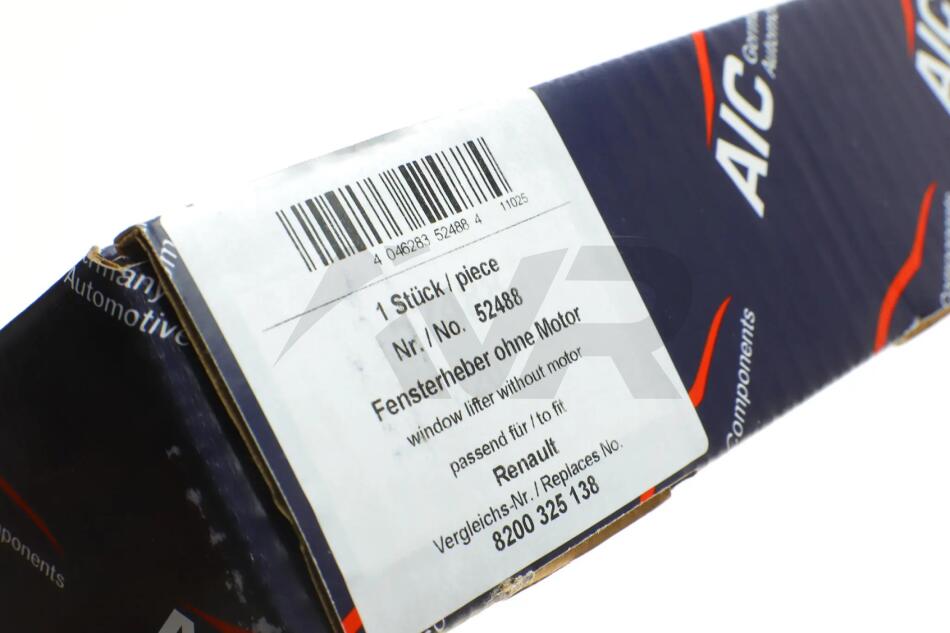 4 046283 52488 4
11025
1 Stück / piece
Nr. / No. 52488
Fensterheber ohne Motor
window lifter without motor
passend für / to fit
Renault
Vergleichs-Nr. / Replaces No.
8200 325 138
AIC
Components
Automotive